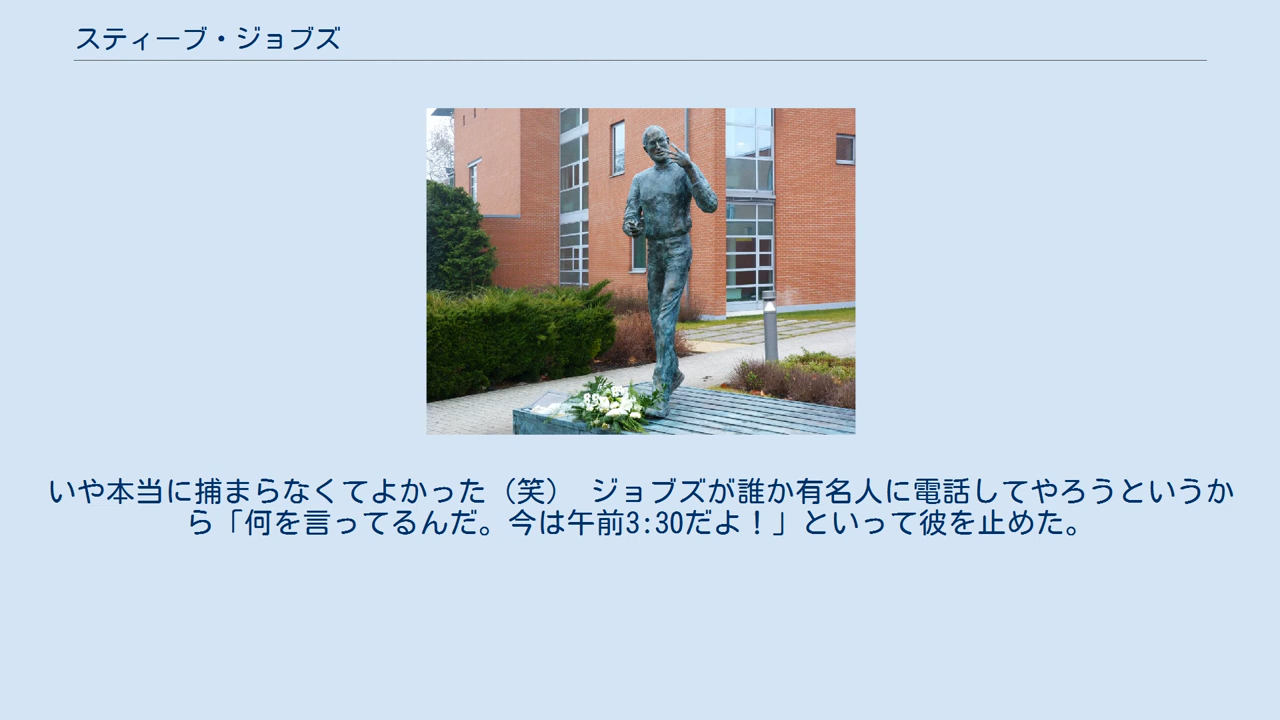 スティーブ・ジョブズ
いや本当に捕まらなくてよかった（笑）　ジョブズが誰か有名人に電話してやろうというか
ら「何を言ってるんだ。今は午前3:30だよ！」といって彼を止めた。